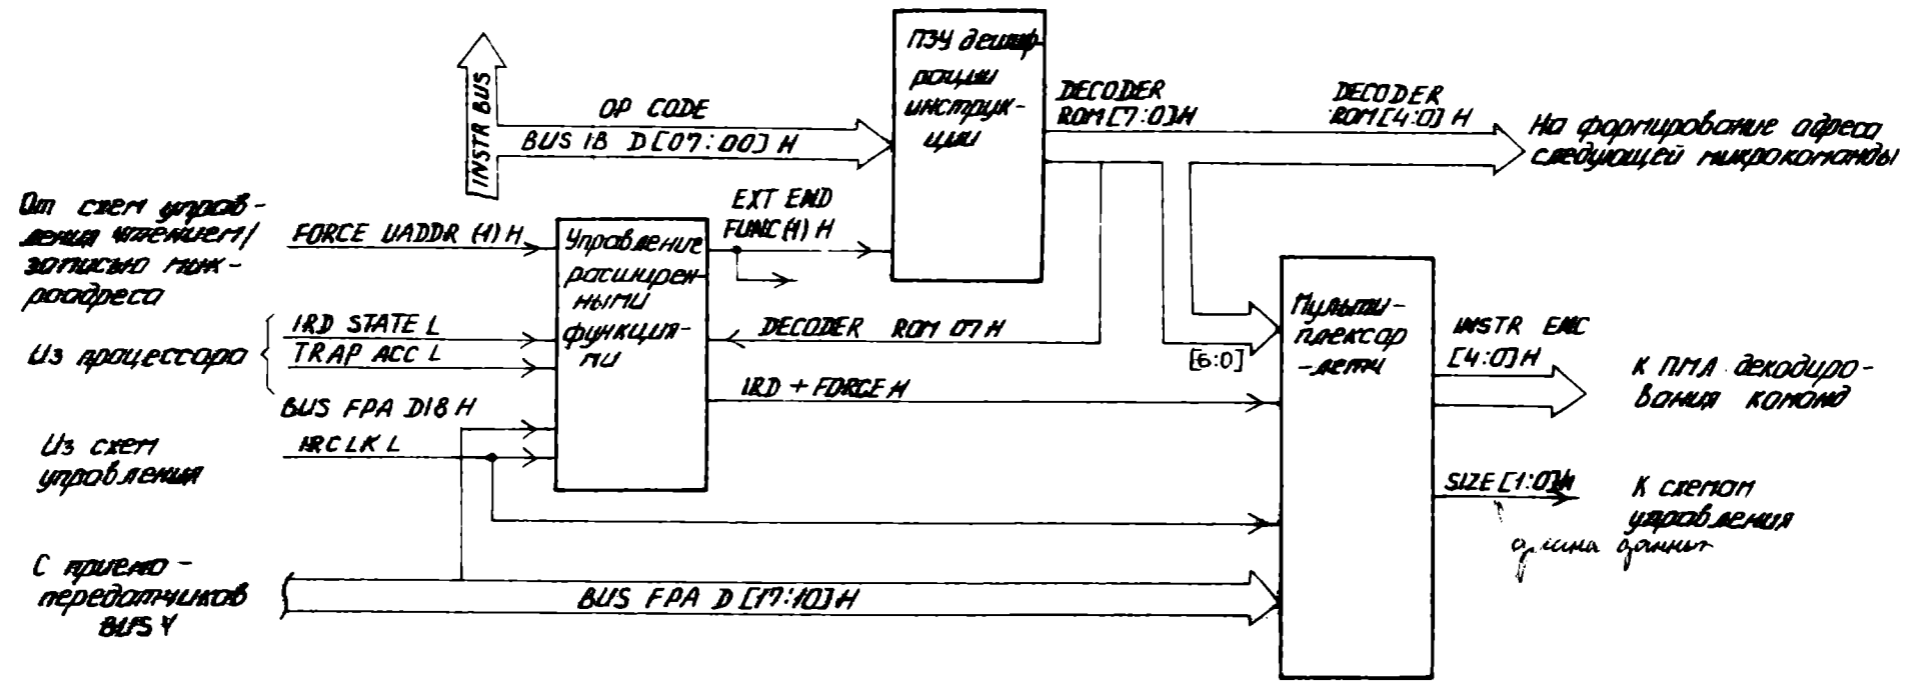 ПЗУ дешиф-
рации
инструк-
ции
INSTR BUS
OP CODE
BUS IB D[07:00] H
DECODER
ROM[7:0]H
DECODER
ROM[4:0] H
На формирование адреса
следующей микрокоманды
От схем управ-
ления чтением/
записью мик-
роадреса
FORCE UADDR (1) H
Управление
расширен-
ными
функция-
ми
EXT END
FUNC(1) H
Из процессора
IRD STATE L
TRAP ACC L
DECODER ROM 07 H
[6:0]
Мульти-
плексор
INSTR ENC
[4:0]H
К ПМА декодиро-
вания команд
IRD + FORCE H
BUS FPA D18 H
Из схем
управления
IRCLK L
SIZE [1:0]H
К схемам
управления
длина данных
С приемо-
передатчиков
BUS Y
BUS FPA D [17:10]H